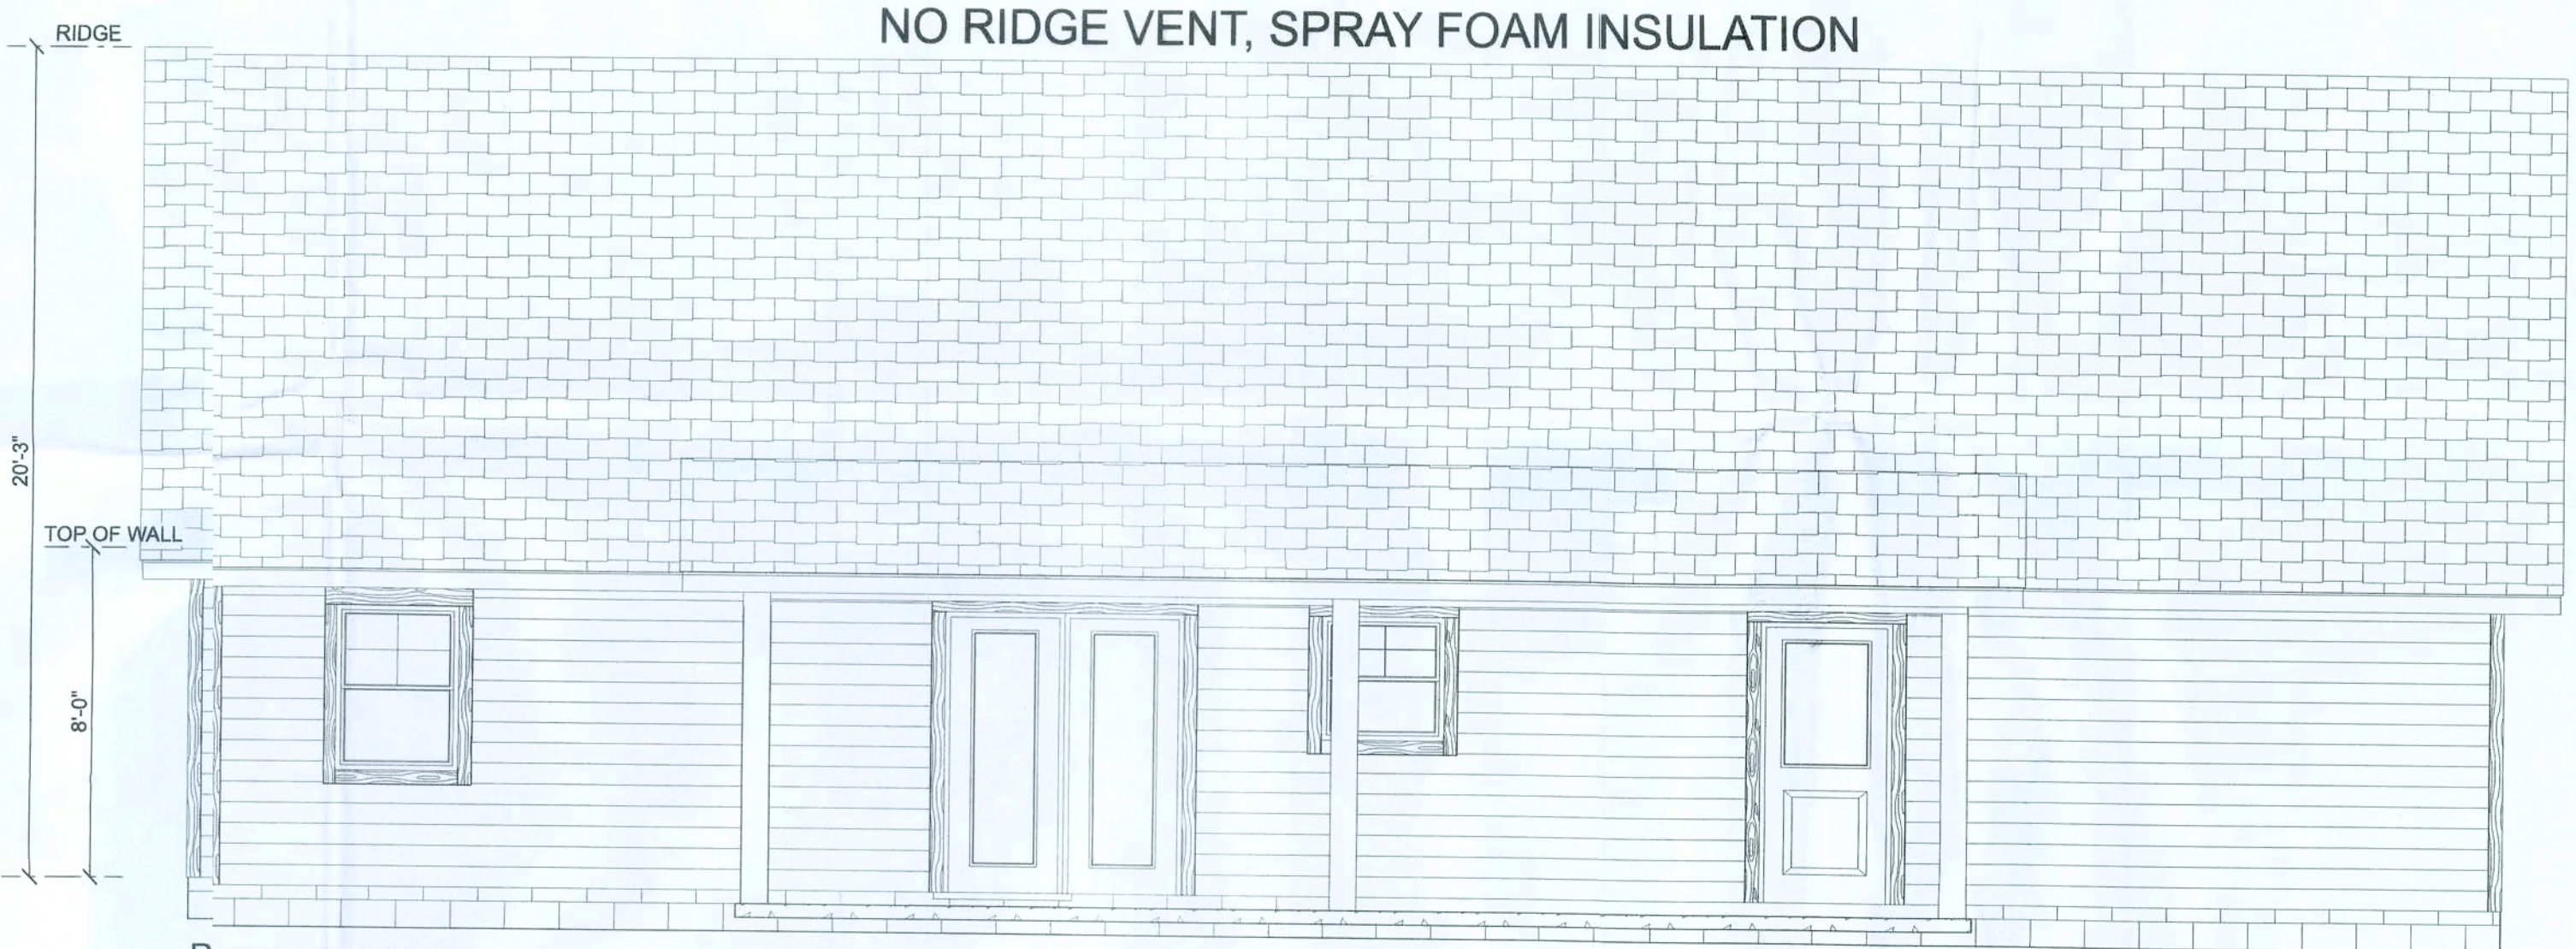 NO RIDGE VENT, SPRAY FOAM INSULATION
RIDGE
20'-3"
TOP OF WALL
8'-0"